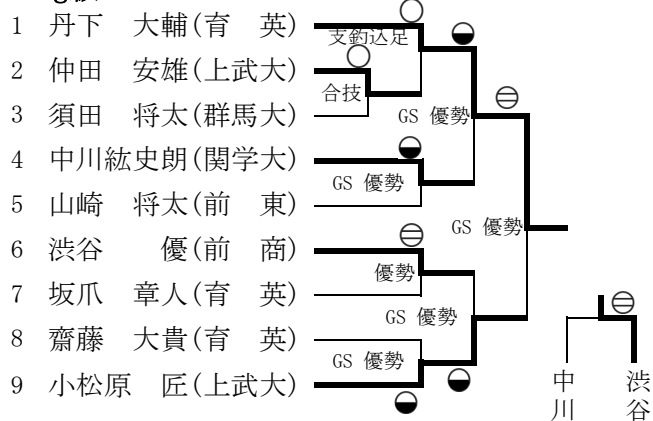 1 丹下 大輔(育 英)
支釣込足
2 仲田 安雄(上武大)
合技
3 須田 将太(群馬大)
GS 優勢
4 中川紘史朗(関学大)
GS 優勢
5 山崎 将太(前 東)
GS 優勢
6 渋谷 優(前 商)
優勢
7 坂爪 章人(育 英)
GS 優勢
8 齋藤 大貴(育 英)
GS 優勢
9 小松原 匠(上武大)
中川
渋谷